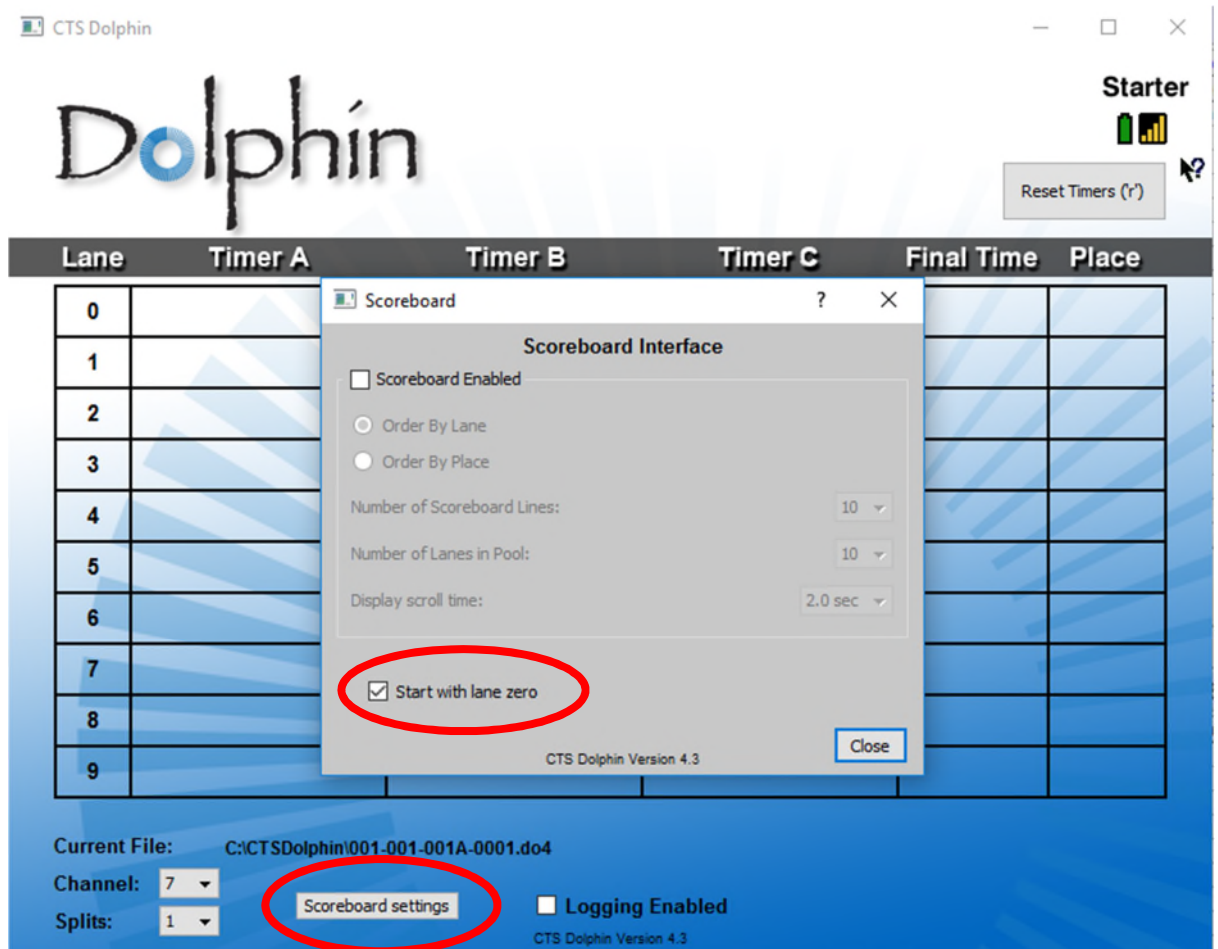 CTS Dolphin
Dolphin
Starter
Reset Timers ('r')
Lane Timer A Timer B Timer C Final Time Place
0
1
2
3
4
5
6
7
8
9
Scoreboard ?
Scoreboard Interface
Scoreboard Enabled
Order By Lane
Order By Place
Number of Scoreboard Lines: 10
Number of Lanes in Pool: 10
Display scroll time: 2.0 sec
Start with lane zero
Close
CTS Dolphin Version 4.3
Current File: C:\CTSDolphin\001-001-001A-0001.do4
Channel: 7
Splits: 1
Scoreboard settings
Logging Enabled
CTS Dolphin Version 4.3